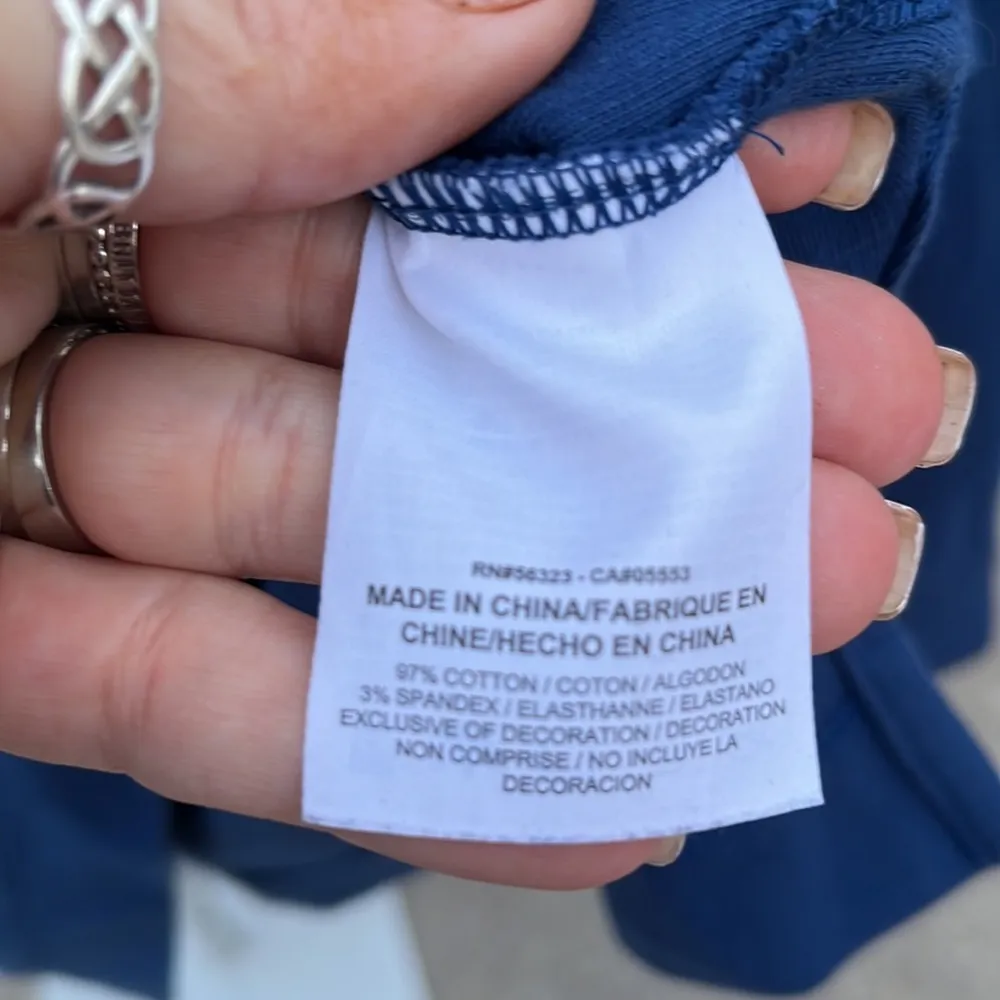 RN#56323 - CA#05553
MADE IN CHINA/FABRIQUE EN
CHINE/HECHO EN CHINA
97% COTTON / COTON / ALGODON
3% SPANDEX / ELASTHANNE / ELASTANO
EXCLUSIVE OF DECORATION / DECORATION
NON COMPRISE / NO INCLUYE LA
DECORACION